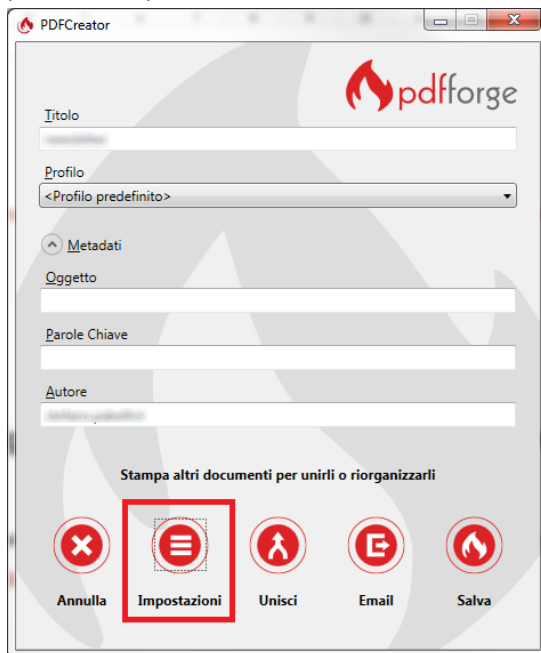 PDFCreator
pdfforge
Titolo
Profilo
<Profilo predefinito>
Metadati
Oggetto
Parole Chiave
Autore
Stampa altri documenti per unirli o riorganizzarli
Annulla Impostazioni Unisci Email Salva